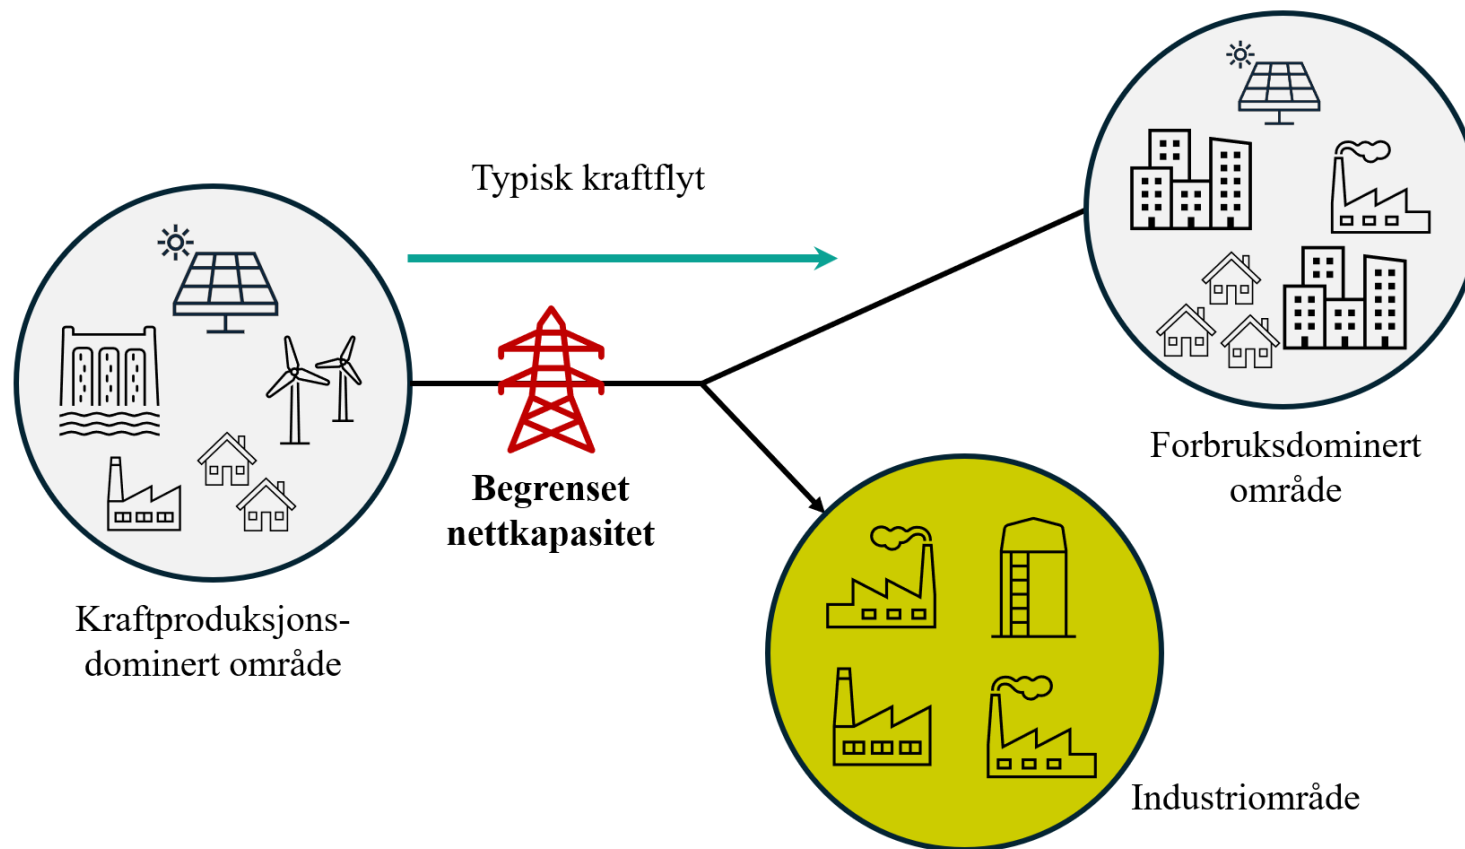 Typisk kraftflyt
Begrenset
nettkapasitet
Kraftproduksjons-
dominert område
Forbruksdominert
område
Industriområde